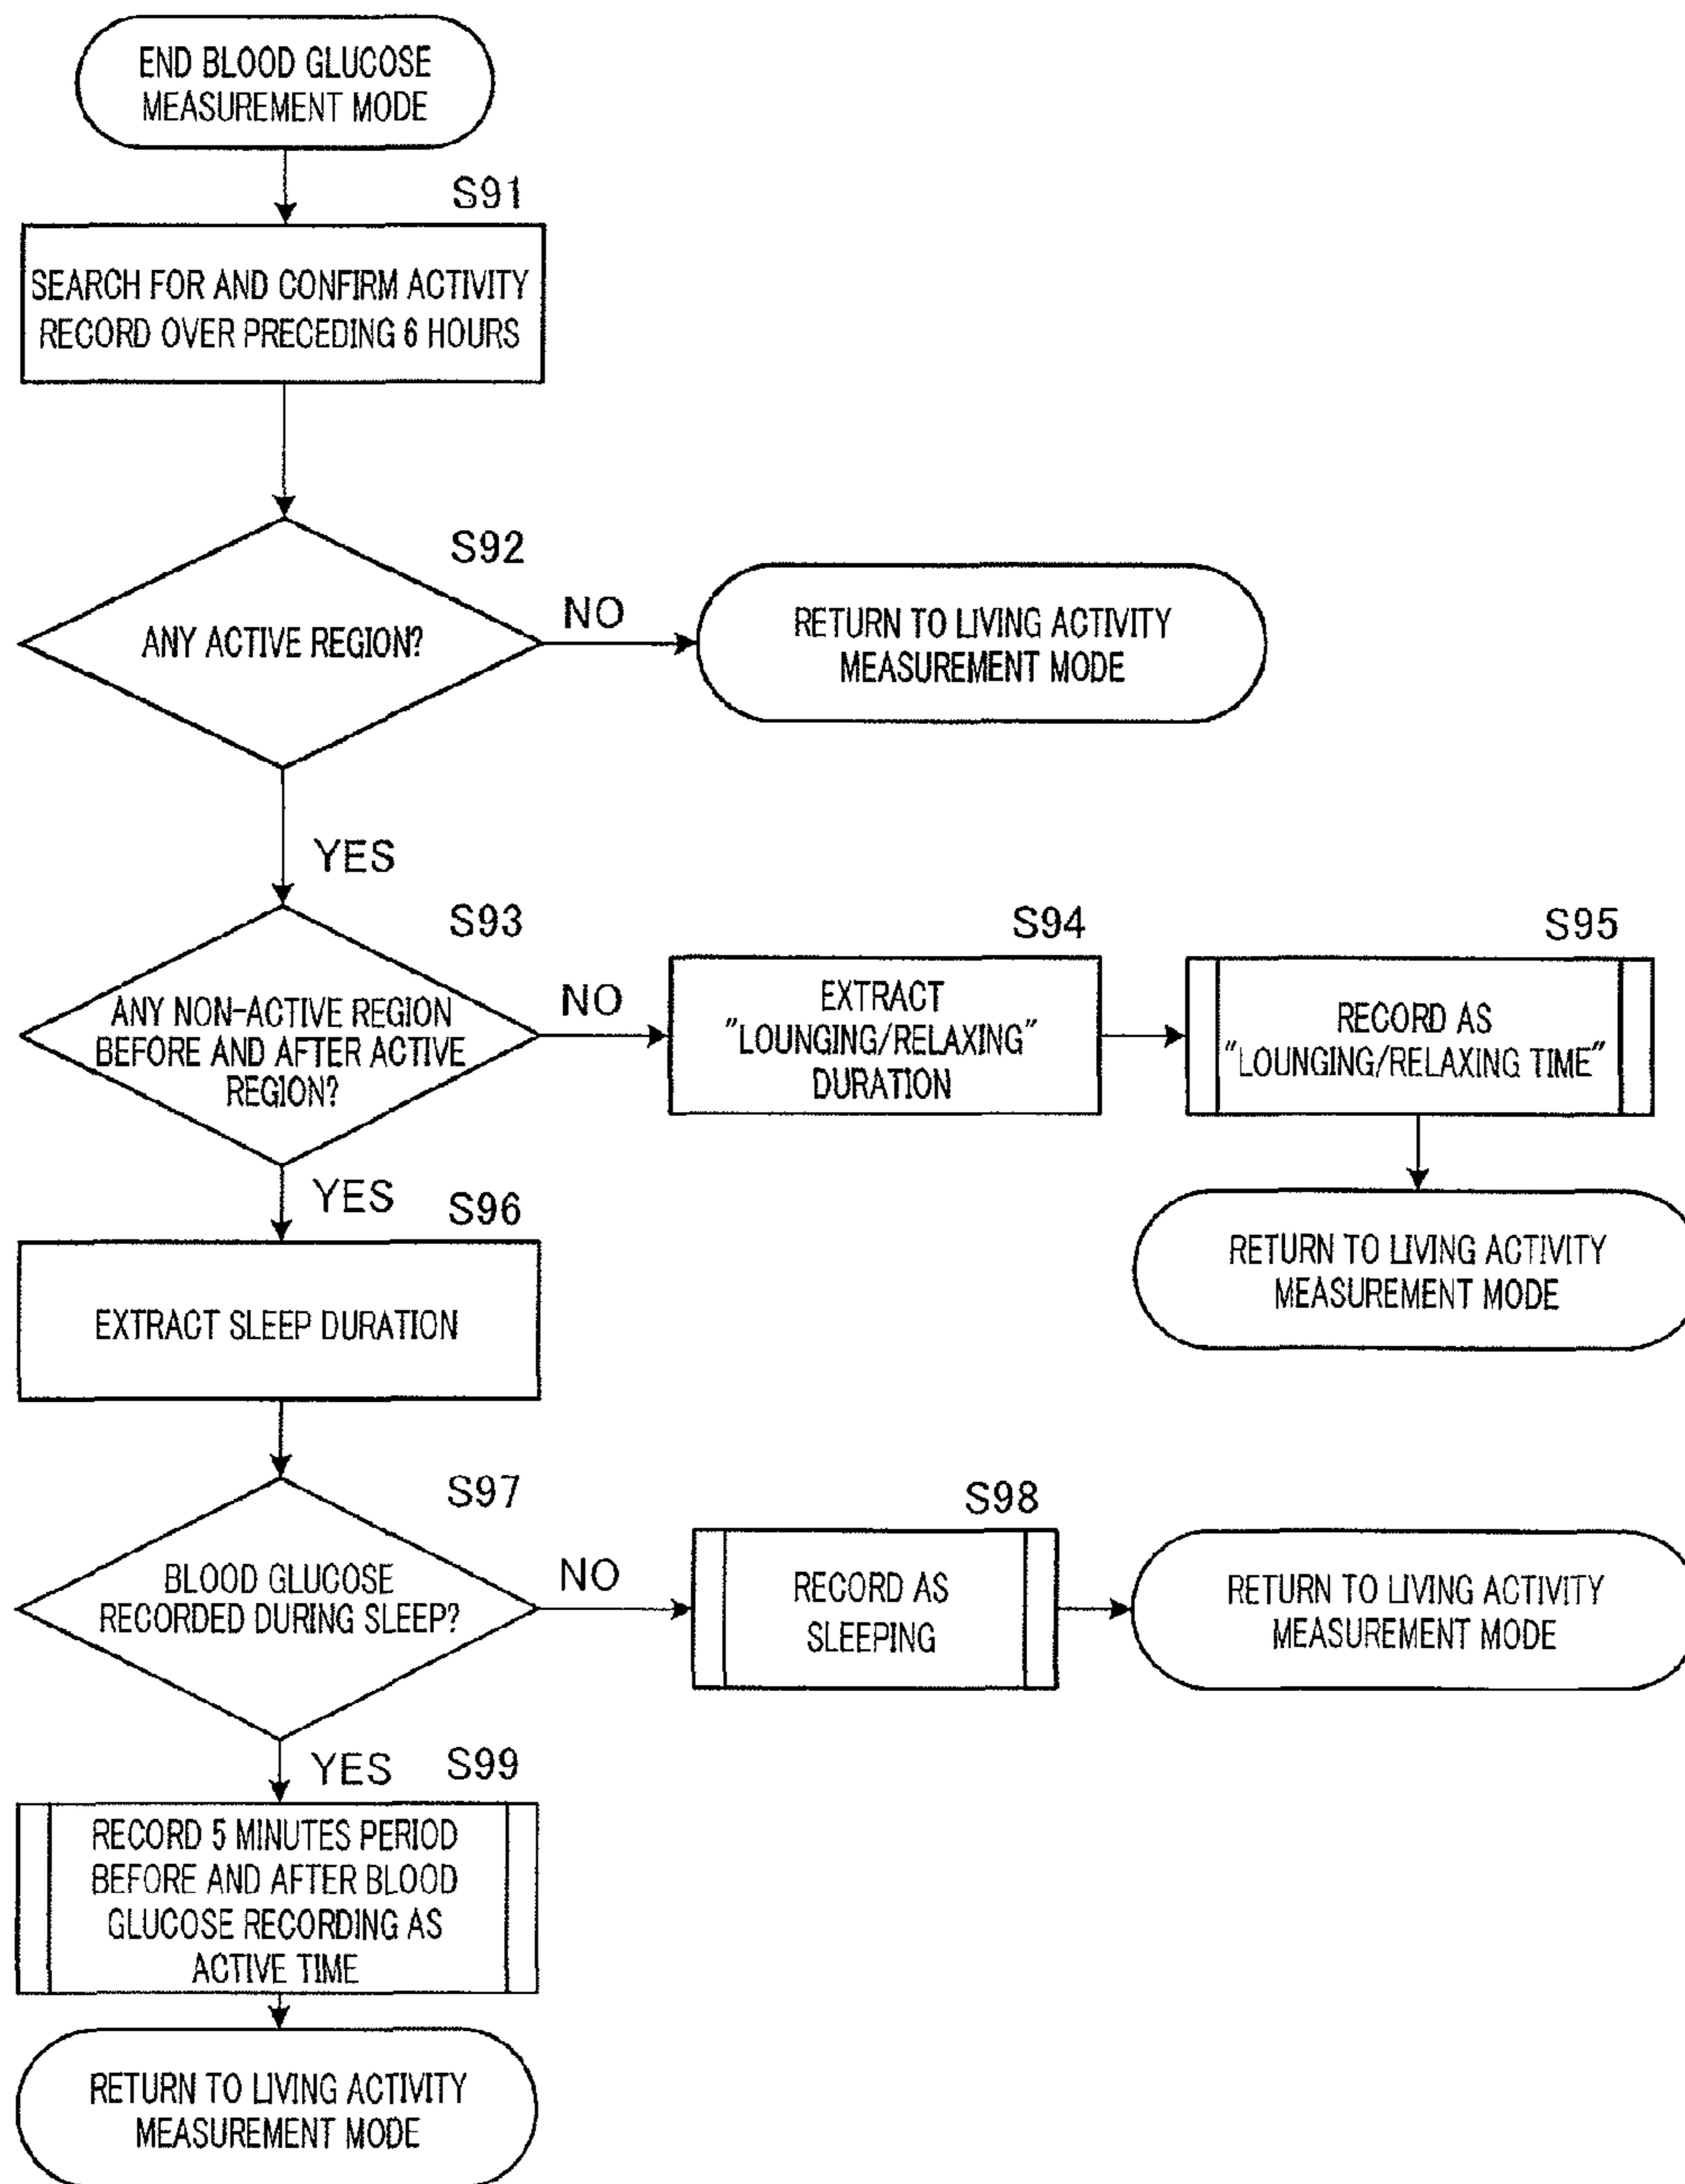 END BLOOD GLUCOSE
MEASUREMENT MODE
S91
SEARCH FOR AND CONFIRM ACTIVITY
RECORD OVER PRECEDING 6 HOURS
S92
ANY ACTIVE REGION?
NO
RETURN TO LIVING ACTIVITY
MEASUREMENT MODE
YES
S93
ANY NON-ACTIVE REGION
BEFORE AND AFTER ACTIVE
REGION?
NO
S94
EXTRACT
"LOUNGING/RELAXING"
DURATION
S95
RECORD AS
"LOUNGING/RELAXING TIME"
RETURN TO LIVING ACTIVITY
MEASUREMENT MODE
YES
S96
EXTRACT SLEEP DURATION
S97
BLOOD GLUCOSE
RECORDED DURING SLEEP?
NO
S98
RECORD AS
SLEEPING
RETURN TO LIVING ACTIVITY
MEASUREMENT MODE
YES
S99
RECORD 5 MINUTES PERIOD
BEFORE AND AFTER BLOOD
GLUCOSE RECORDING AS
ACTIVE TIME
RETURN TO LIVING ACTIVITY
MEASUREMENT MODE